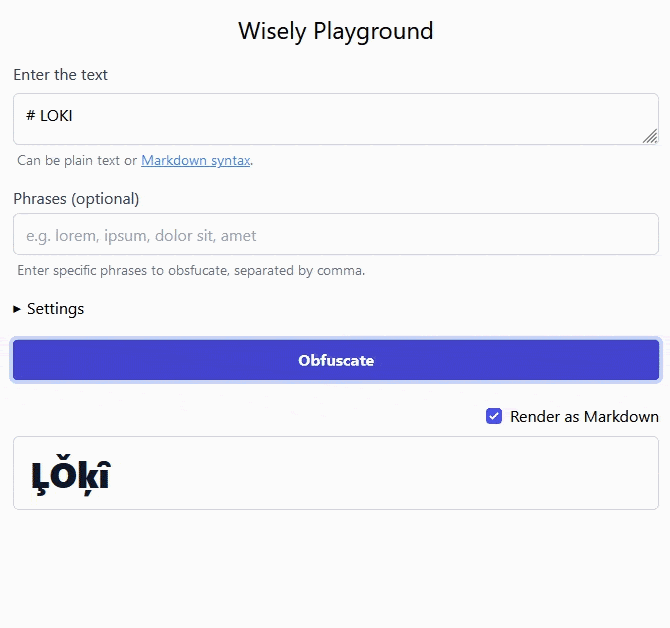 Wisely Playground
Enter the text
# LOKI
Can be plain text or Markdown syntax.
Phrases (optional)
e.g. lorem, ipsum, dolor sit, amet
Enter specific phrases to obsfucate, separated by comma.
▸ Settings
Obfuscate
Render as Markdown
ĻǑķî